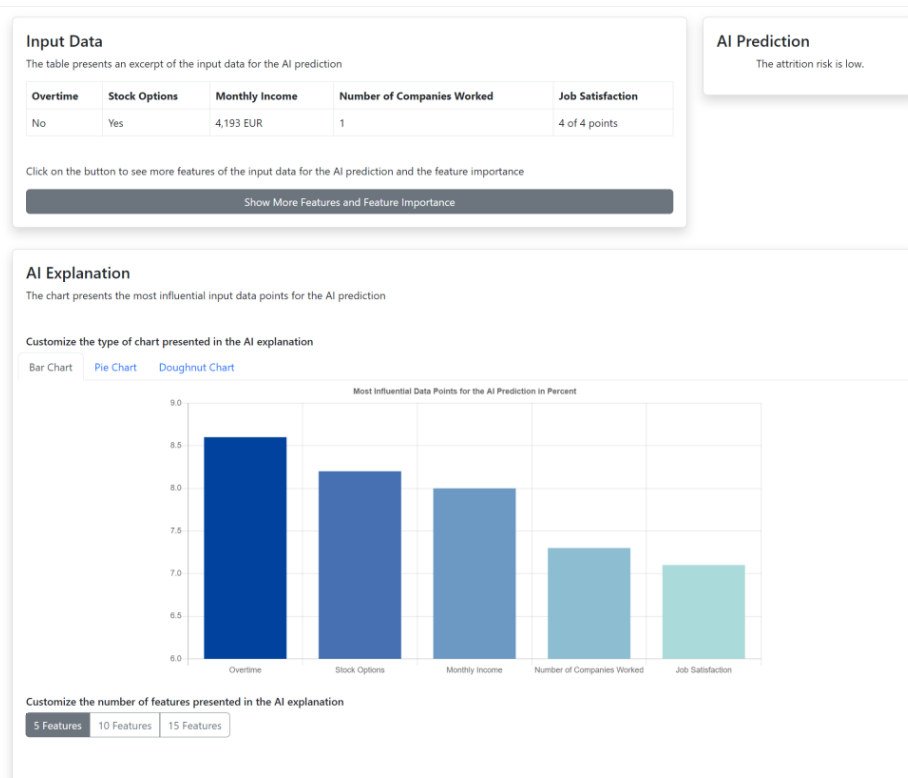 Input Data
The table presents an excerpt of the input data for the AI prediction
Overtime Stock Options Monthly Income Number of Companies Worked Job Satisfaction
No Yes 4,193 EUR 1 4 of 4 points
Click on the button to see more features of the input data for the AI prediction and the feature importance
Show More Features and Feature Importance
AI Prediction
The attrition risk is low.
AI Explanation
The chart presents the most influential input data points for the AI prediction
Customize the type of chart presented in the AI explanation
Bar Chart Pie Chart Doughnut Chart
Most Influential Data Points for the AI Prediction in Percent
9.0
8.5
8.0
7.5
7.0
6.5
6.0
Overtime Stock Options Monthly Income Number of Companies Worked Job Satisfaction
Customize the number of features presented in the AI explanation
5 Features 10 Features 15 Features